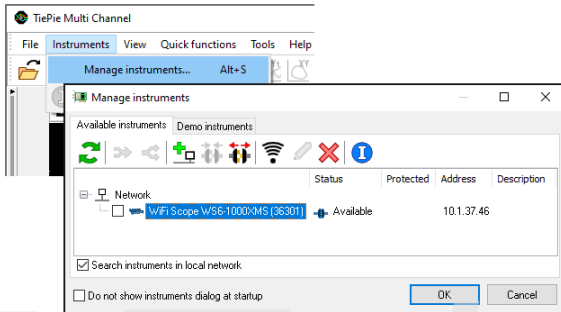 TiePie Multi Channel
File Instruments View Quick functions Tools Help
Manage instruments... Alt+S
Manage instruments
Available instruments Demo instruments
Status Protected Address Description
Network
WiFi Scope WS6-1000XMS (36301) Available 10.1.37.46
Search instruments in local network
Do not show instruments dialog at startup OK Cancel